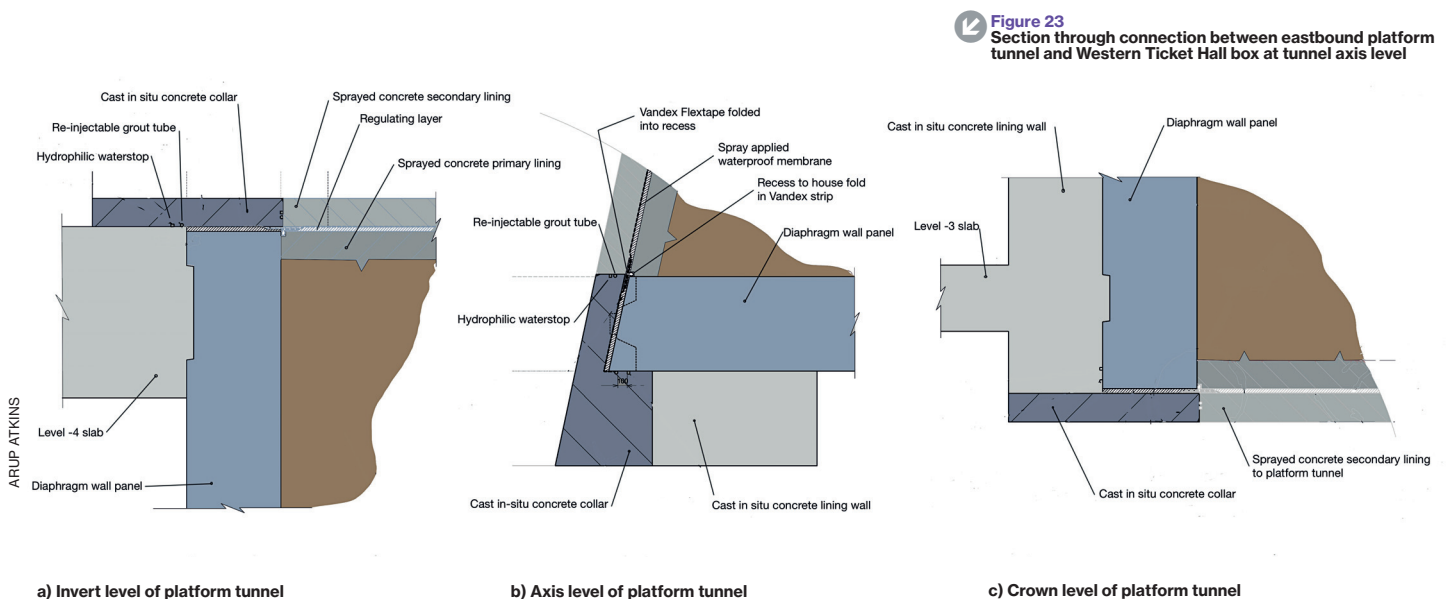 Figure 23
Section through connection between eastbound platform
tunnel and Western Ticket Hall box at tunnel axis level
Cast in situ concrete collar
Re-injectable grout tube
Hydrophilic waterstop
Sprayed concrete secondary lining
Regulating layer
Sprayed concrete primary lining
Level -4 slab
Diaphragm wall panel
ARUP ATKINS
a) Invert level of platform tunnel
Vandex Flextape folded
into recess
Spray applied
waterproof membrane
Recess to house fold
in Vandex strip
Re-injectable grout tube
Diaphragm wall panel
Hydrophilic waterstop
160
Cast in-situ concrete collar
Cast in situ concrete lining wall
b) Axis level of platform tunnel
Cast in situ concrete lining wall
Diaphragm wall panel
Level -3 slab
Sprayed concrete secondary lining
to platform tunnel
Cast in situ concrete collar
c) Crown level of platform tunnel